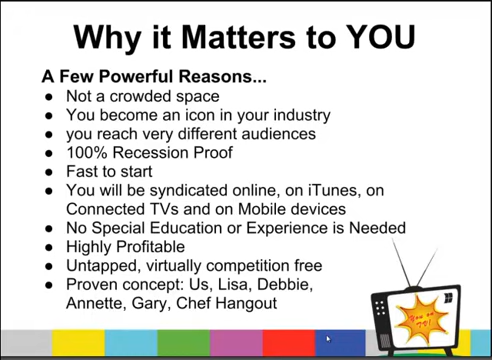 Why it Matters to YOU
A Few Powerful Reasons...
● Not a crowded space
● You become an icon in your industry
● you reach very different audiences
● 100% Recession Proof
● Fast to start
● You will be syndicated online, on iTunes, on
Connected TVs and on Mobile devices
● No Special Education or Experience is Needed
● Highly Profitable
● Untapped, virtually competition free
● Proven concept: Us, Lisa, Debbie,
Annette, Gary, Chef Hangout